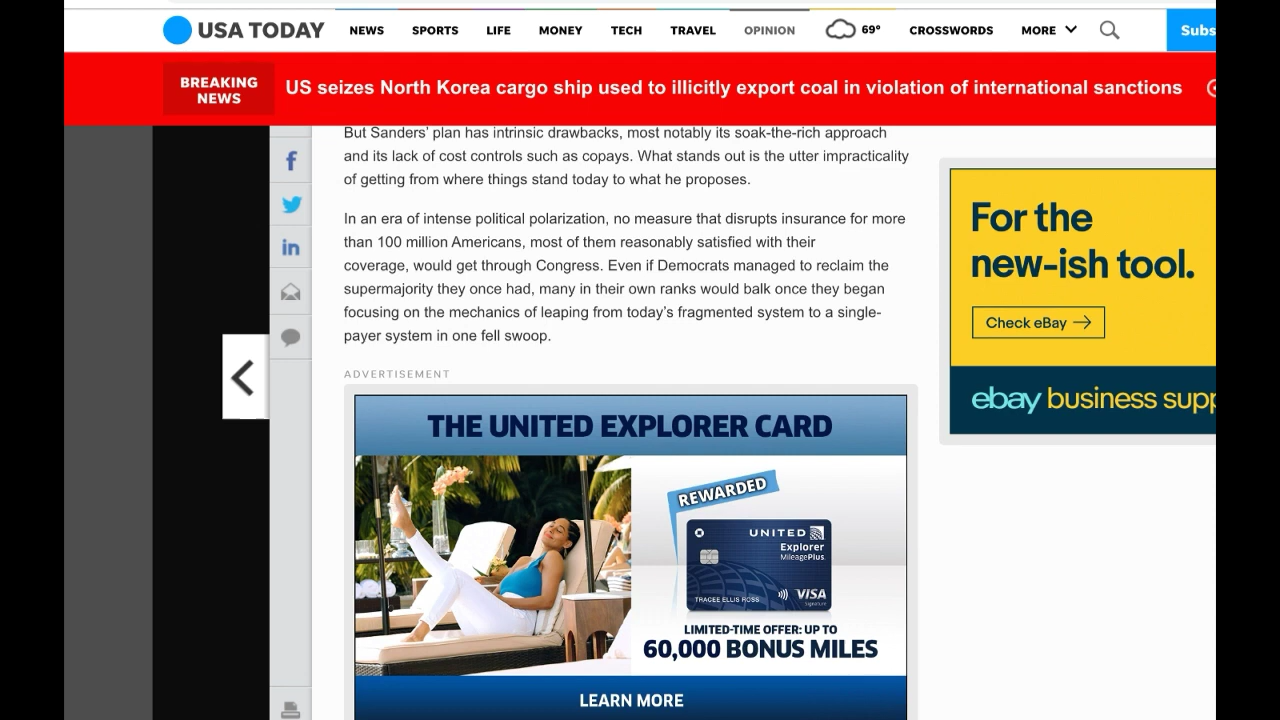 USA TODAY
NEWS SPORTS LIFE MONEY TECH TRAVEL OPINION 69° CROSSWORDS MORE
Subs
BREAKING
NEWS
US seizes North Korea cargo ship used to illicitly export coal in violation of international sanctions
But Sanders' plan has intrinsic drawbacks, most notably its soak-the-rich approach
and its lack of cost controls such as copays. What stands out is the utter impracticality
of getting from where things stand today to what he proposes.
In an era of intense political polarization, no measure that disrupts insurance for more
than 100 million Americans, most of them reasonably satisfied with their
coverage, would get through Congress. Even if Democrats managed to reclaim the
supermajority they once had, many in their own ranks would balk once they began
focusing on the mechanics of leaping from today's fragmented system to a single-
payer system in one fell swoop.
ADVERTISEMENT
THE UNITED EXPLORER CARD
REWARDED
UNITED
Explorer
MileagePlus
TRACEE ELLIS ROSS
VISA
Signature
LIMITED-TIME OFFER: UP TO
60,000 BONUS MILES
LEARN MORE
For the
new-ish tool.
Check eBay →
ebay business supp